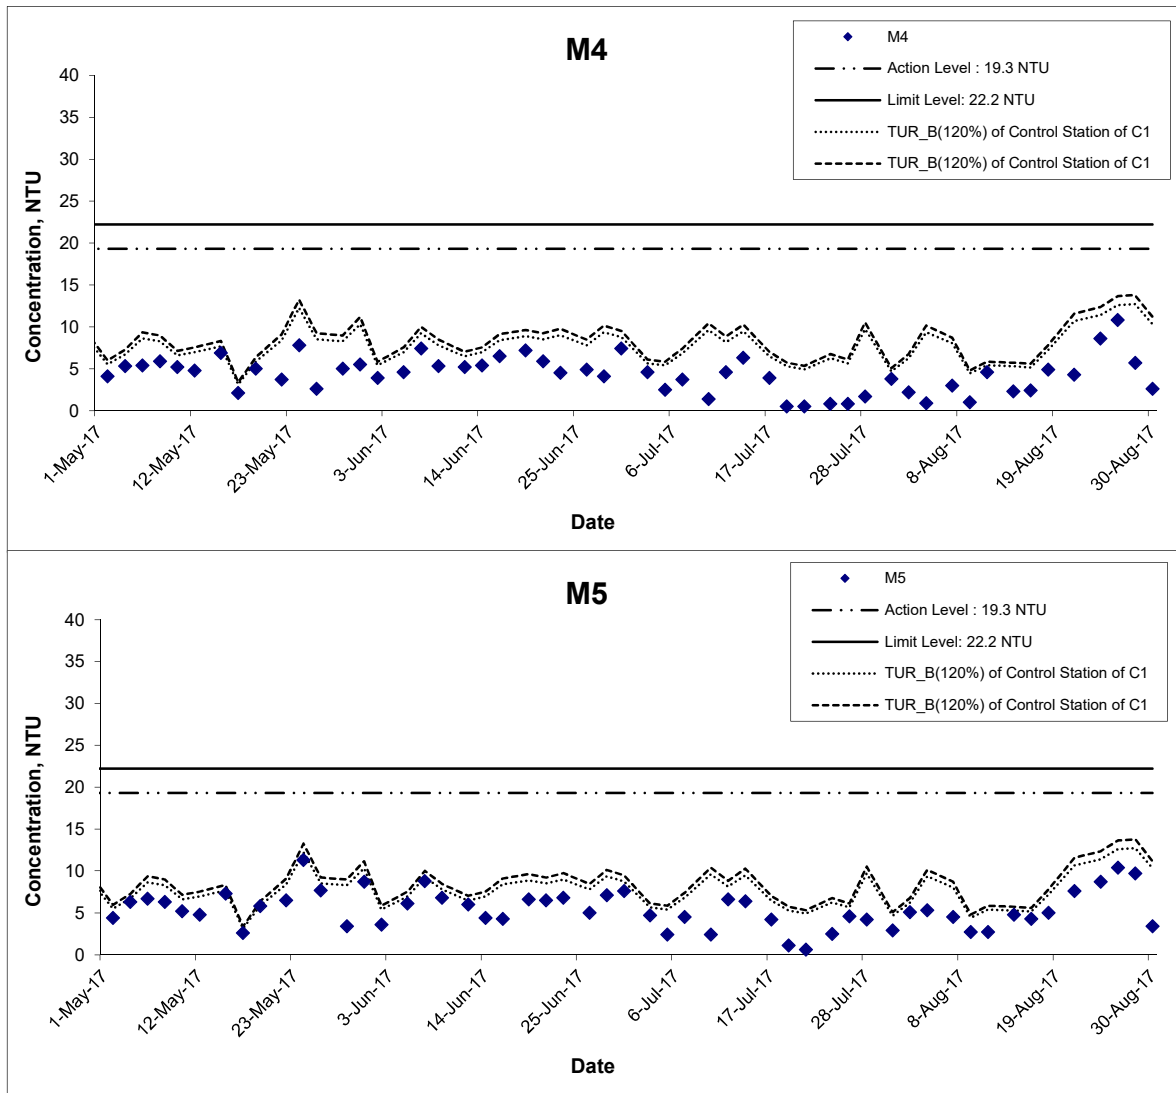 M4
M4
Action Level : 19.3 NTU
Limit Level: 22.2 NTU
TUR_B(120%) of Control Station of C1
TUR_B(120%) of Control Station of C1
Concentration, NTU
40
35
30
25
20
15
10
5
0
1-May-17
12-May-17
23-May-17
3-Jun-17
14-Jun-17
25-Jun-17
6-Jul-17
17-Jul-17
28-Jul-17
8-Aug-17
19-Aug-17
30-Aug-17
Date
M5
M5
Action Level : 19.3 NTU
Limit Level: 22.2 NTU
TUR_B(120%) of Control Station of C1
TUR_B(120%) of Control Station of C1
Concentration, NTU
40
35
30
25
20
15
10
5
0
1-May-17
12-May-17
23-May-17
3-Jun-17
14-Jun-17
25-Jun-17
6-Jul-17
17-Jul-17
28-Jul-17
8-Aug-17
19-Aug-17
30-Aug-17
Date